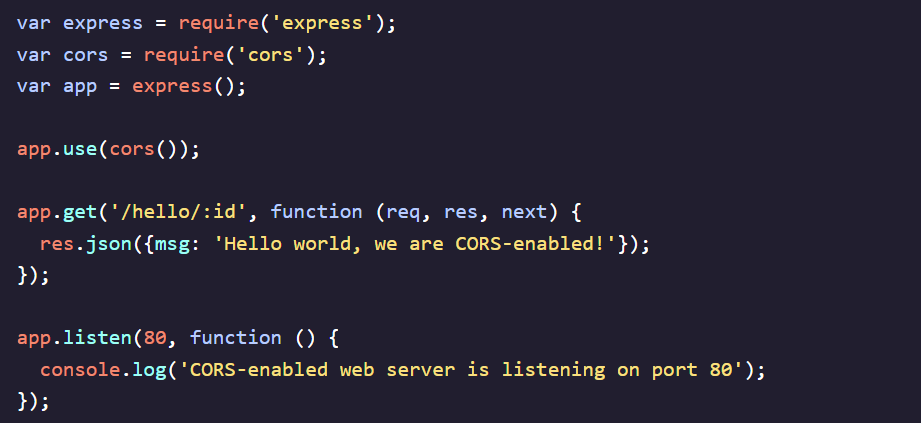 var express = require('express');
var cors = require('cors');
var app = express();
app.use(cors());
app.get('/hello/:id', function (req, res, next) {
  res.json({msg: 'Hello world, we are CORS-enabled!'});
});
app.listen(80, function () {
  console.log('CORS-enabled web server is listening on port 80');
});